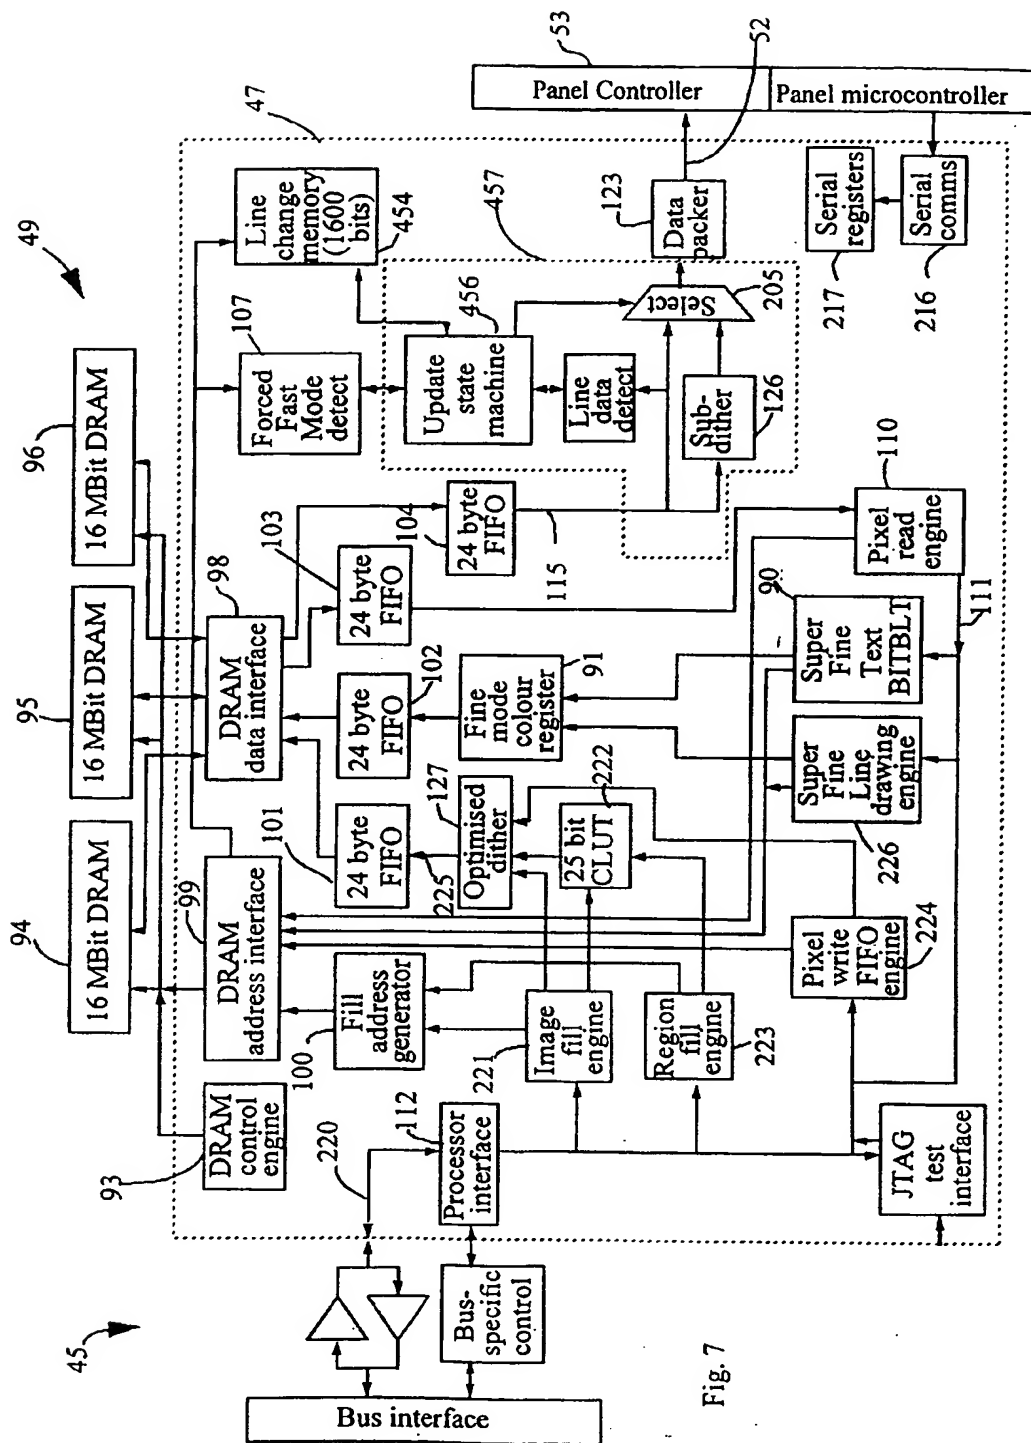 49
47
45
53
52
Panel Controller
Panel microcontroller
96
16 MBit DRAM
95
16 MBit DRAM
94
16 MBit DRAM
107
Forced
Fast
Mode
detect
Line
change
memory
(1600
bits)
454
457
456
Update
state
machine
Line
data
detect
Select
205
123
Data
packer
Sub-
dither
126
Serial
registers
217
Serial
comms
216
98
DRAM
data interface
99
DRAM
address interface
93
DRAM
control
engine
103
24 byte
FIFO
104
24 byte
FIFO
115
102
24 byte
FIFO
101
24 byte
FIFO
225
127
Optimised
dither
91
Fine
mode
colour
register
222
25 bit
CLUT
100
Fill
address
generator
221
Image
fill
engine
Region
fill
engine
223
220
112
Processor
interface
110
Pixel
read
engine
111
90
Super
Fine
Text
BITBLT
Super
Fine
Line
drawing
engine
226
Pixel
write
FIFO
engine
224
JTAG
test
interface
Bus-
specific
control
Bus interface
Fig. 7